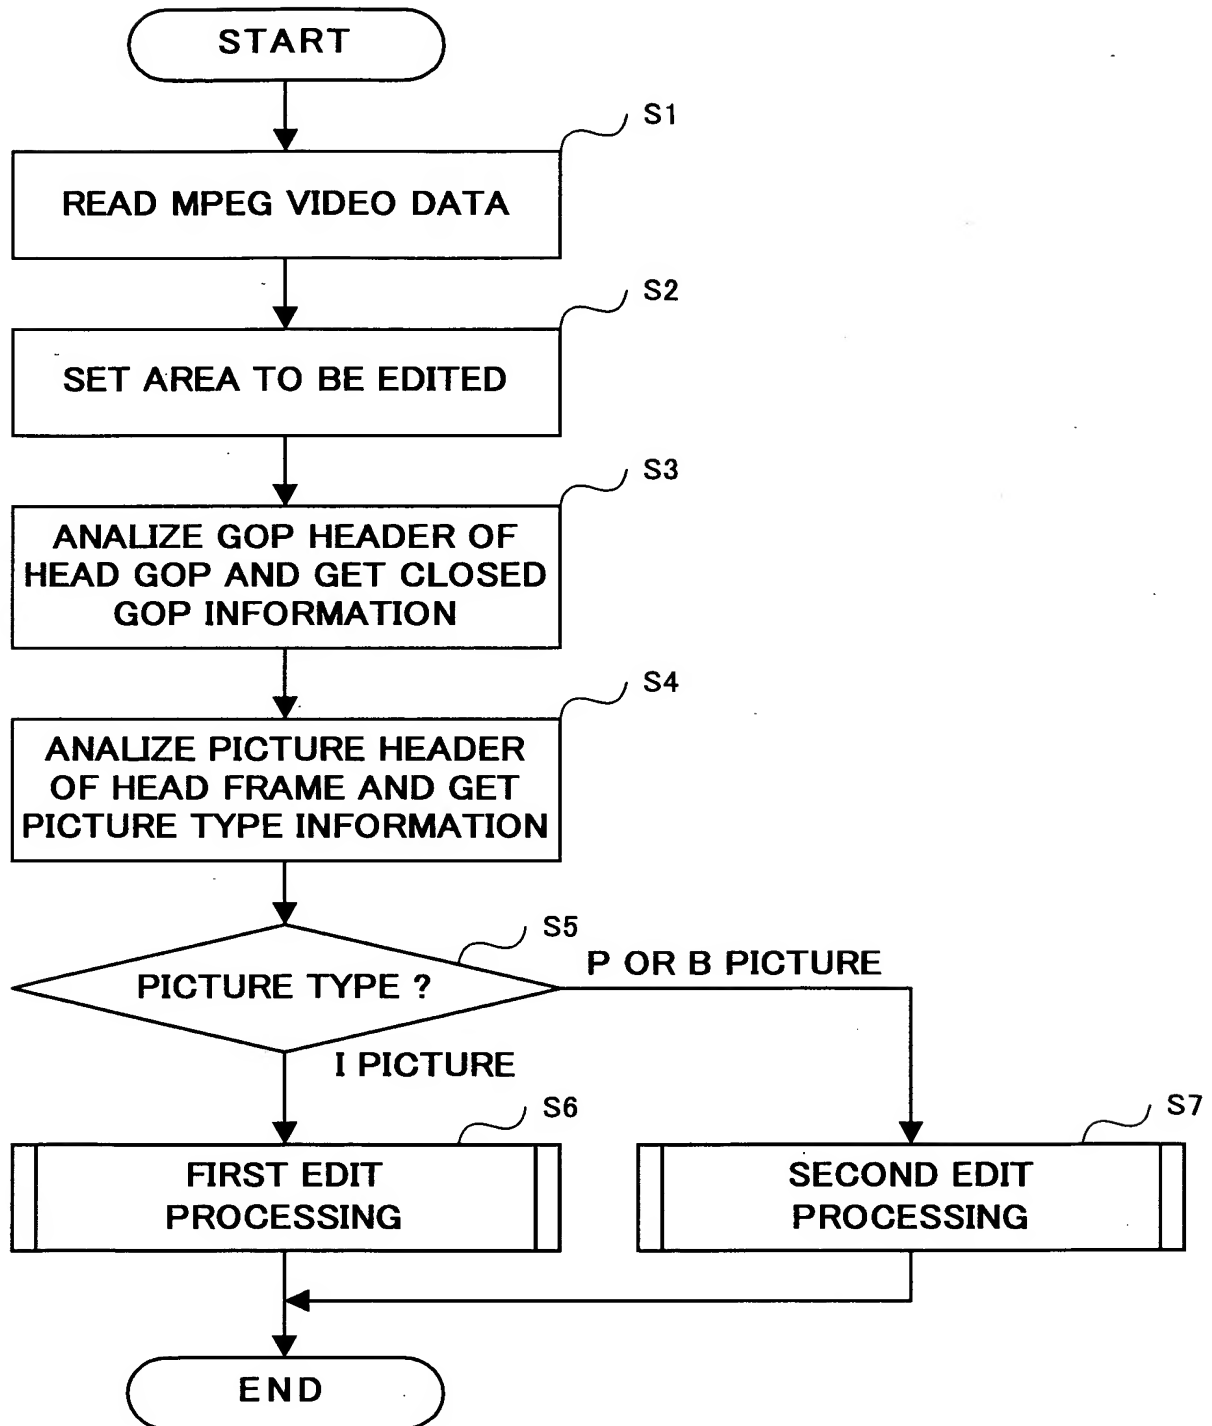 START
S1
READ MPEG VIDEO DATA
S2
SET AREA TO BE EDITED
S3
ANALIZE GOP HEADER OF
HEAD GOP AND GET CLOSED
GOP INFORMATION
S4
ANALIZE PICTURE HEADER
OF HEAD FRAME AND GET
PICTURE TYPE INFORMATION
S5
P OR B PICTURE
PICTURE TYPE ?
I PICTURE
S6
S7
FIRST EDIT
PROCESSING
SECOND EDIT
PROCESSING
END